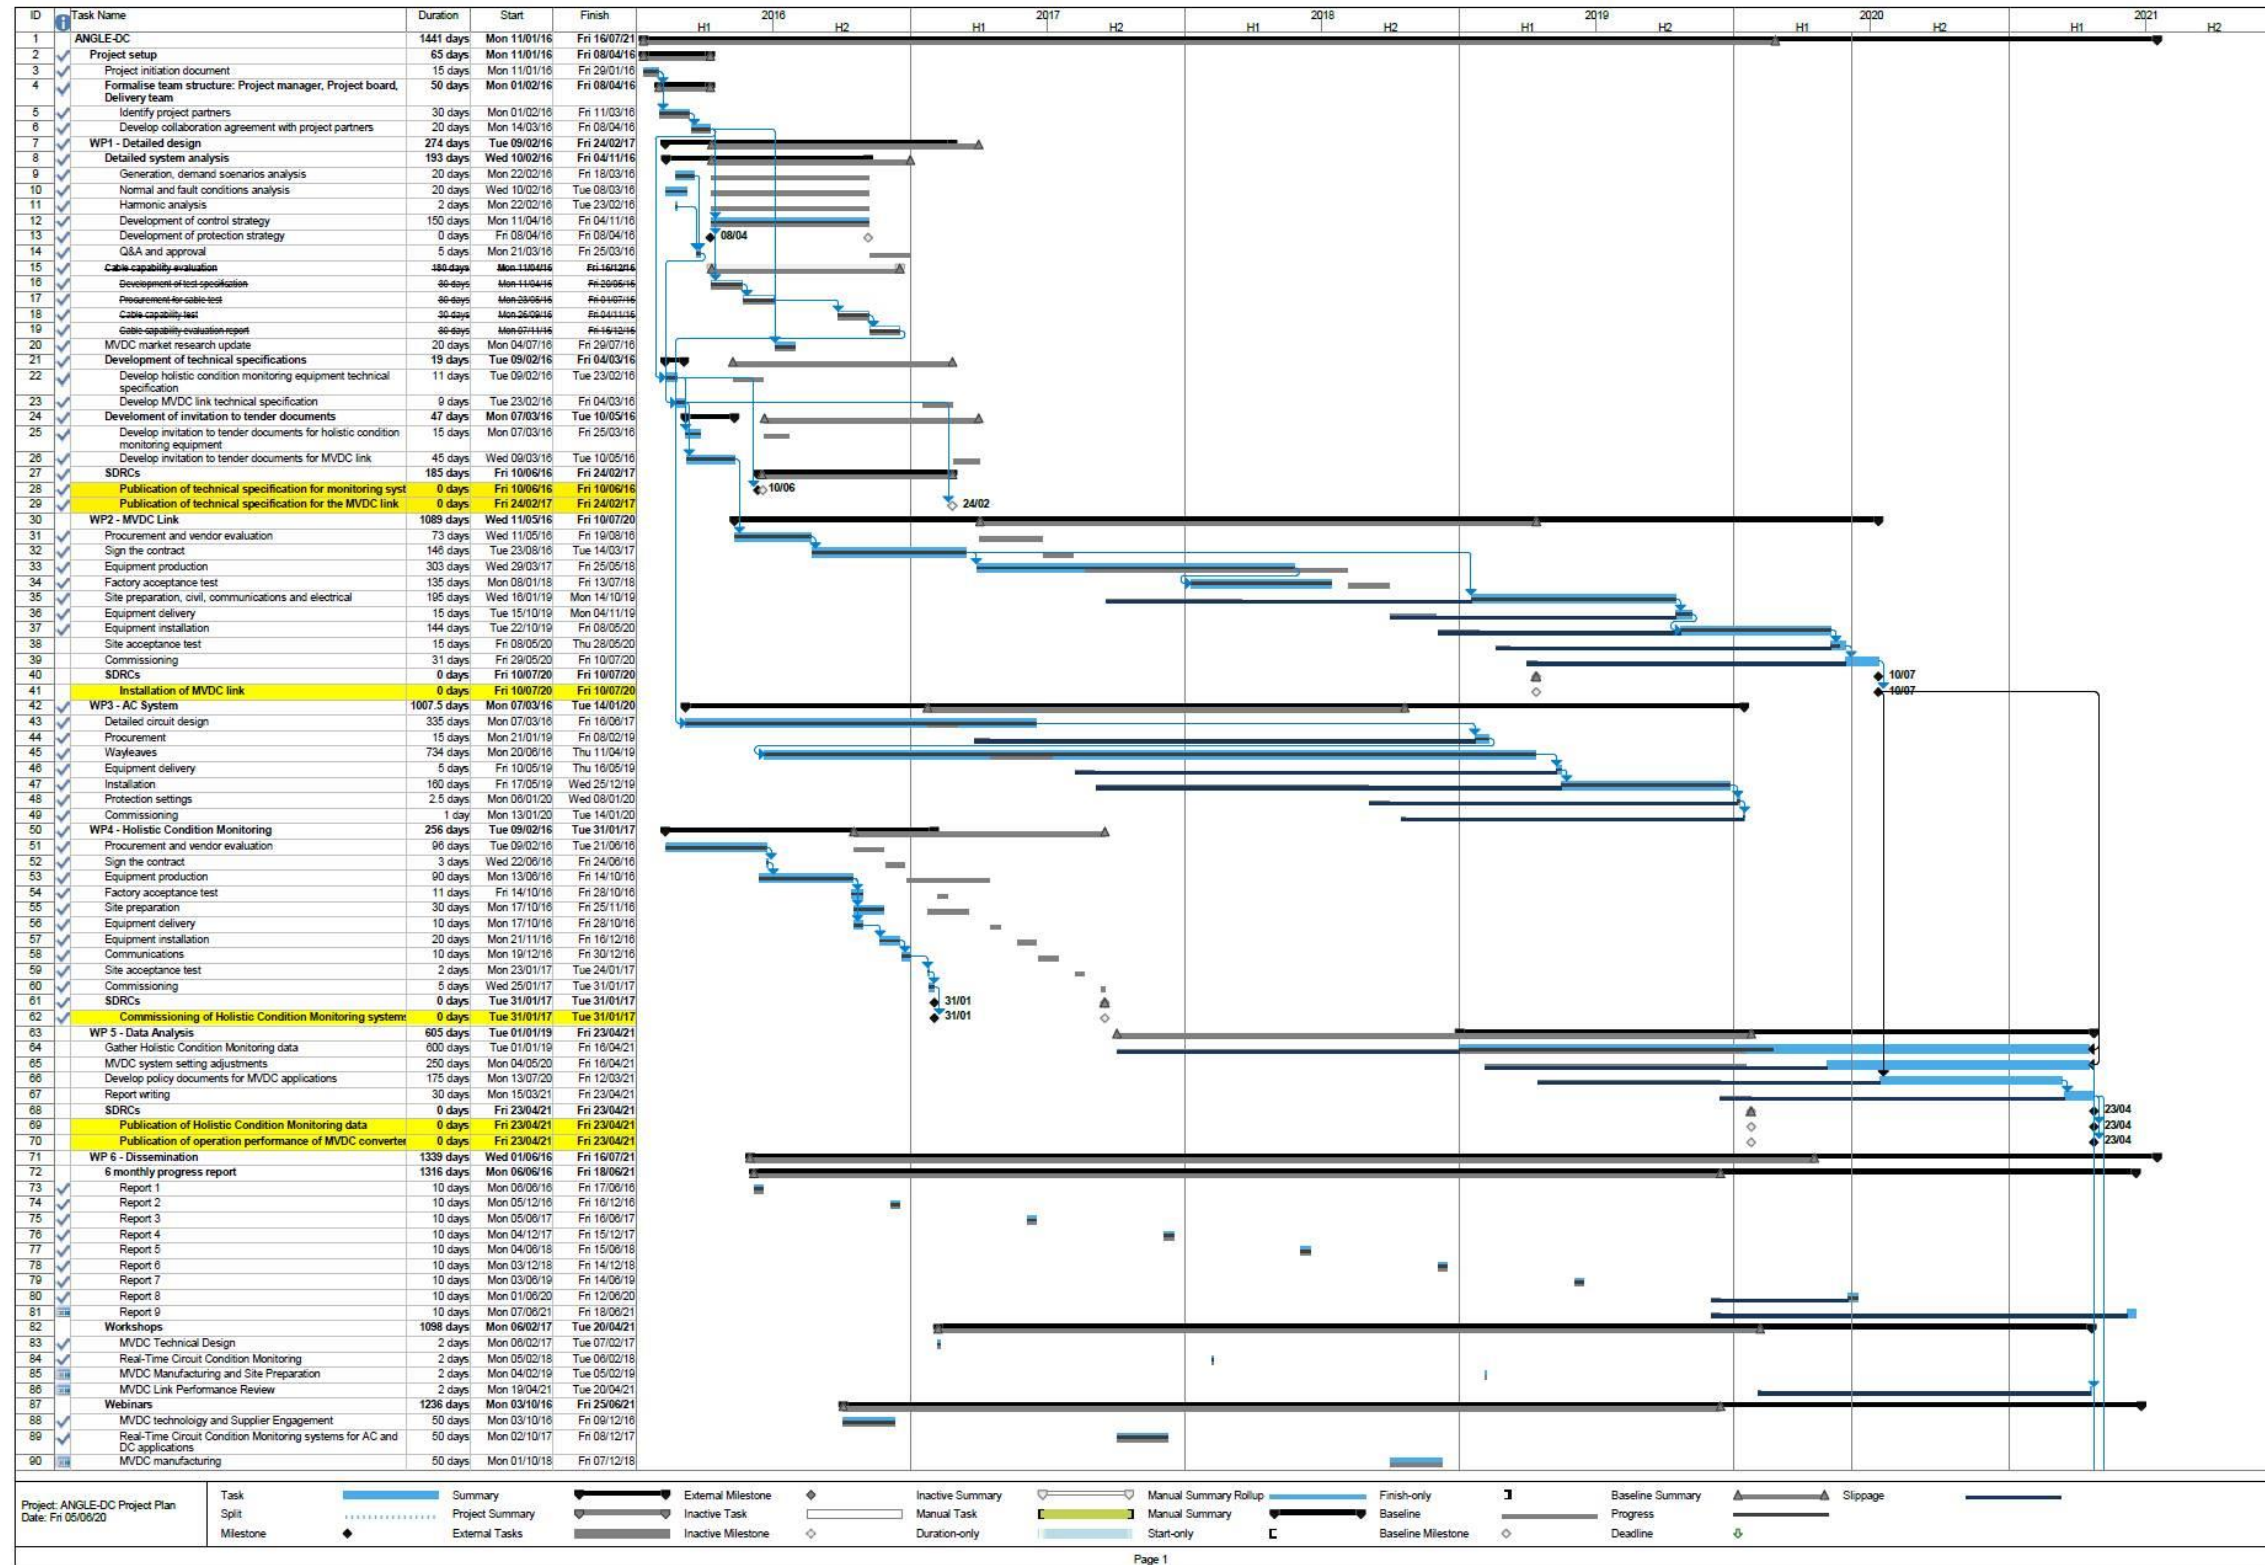 ID Task Name Duration Start Finish 2016 2017 2018 2019 2020 2021
H1 H2 H1 H2 H1 H2 H1 H2 H1 H2 H1 H2
1 ANGLE-DC 1441 days Mon 11/01/16 Fri 16/07/21
2 Project setup 65 days Mon 11/01/16 Fri 08/04/16
3 Project initiation document 15 days Mon 11/01/16 Fri 29/01/16
4 Formalise team structure: Project manager, Project board, 50 days Mon 01/02/16 Fri 08/04/16
Delivery team
5 Identify project partners 30 days Mon 01/02/16 Fri 11/03/16
6 Develop collaboration agreement with project partners 20 days Mon 14/03/16 Fri 08/04/16
7 WP1 - Detailed design 274 days Tue 09/02/16 Fri 24/02/17
8 Detailed system analysis 193 days Wed 10/02/16 Fri 04/11/16
9 Generation, demand scenarios analysis 20 days Mon 22/02/16 Fri 18/03/16
10 Normal and fault conditions analysis 20 days Wed 10/02/16 Tue 08/03/16
11 Harmonic analysis 2 days Mon 22/02/16 Tue 23/02/16
12 Development of control strategy 150 days Mon 11/04/16 Fri 04/11/16
13 Development of protection strategy 0 days Fri 08/04/16 Fri 08/04/16 08/04
14 Q&A and approval 5 days Mon 21/03/16 Fri 25/03/16
15 Cable capability evaluation 180 days Mon 11/04/16 Fri 16/12/16
16 Development of test specification 30 days Mon 11/04/16 Fri 20/05/16
17 Procurement for cable test 30 days Mon 23/05/16 Fri 01/07/16
18 Cable capability test 30 days Mon 26/09/16 Fri 04/11/16
19 Cable capability evaluation report 30 days Mon 07/11/16 Fri 16/12/16
20 MVDC market research update 20 days Mon 04/07/16 Fri 29/07/16
21 Development of technical specifications 19 days Tue 09/02/16 Fri 04/03/16
22 Develop holistic condition monitoring equipment technical 11 days Tue 09/02/16 Tue 23/02/16
specification
23 Develop MVDC link technical specification 9 days Tue 23/02/16 Fri 04/03/16
24 Develoment of invitation to tender documents 47 days Mon 07/03/16 Tue 10/05/16
25 Develop invitation to tender documents for holistic condition 15 days Mon 07/03/16 Fri 25/03/16
monitoring equipment
26 Develop invitation to tender documents for MVDC link 45 days Wed 09/03/16 Tue 10/05/16
27 SDRCs 185 days Fri 10/06/16 Fri 24/02/17
28 Publication of technical specification for monitoring syst 0 days Fri 10/06/16 Fri 10/06/16 10/06
29 Publication of technical specification for the MVDC link 0 days Fri 24/02/17 Fri 24/02/17 24/02
30 WP2 - MVDC Link 1089 days Wed 11/05/16 Fri 10/07/20
31 Procurement and vendor evaluation 73 days Wed 11/05/16 Fri 19/08/16
32 Sign the contract 146 days Tue 23/08/16 Tue 14/03/17
33 Equipment production 303 days Wed 29/03/17 Fri 25/05/18
34 Factory acceptance test 135 days Mon 08/01/18 Fri 13/07/18
35 Site preparation, civil, communications and electrical 195 days Wed 16/01/19 Mon 14/10/19
36 Equipment delivery 15 days Tue 15/10/19 Mon 04/11/19
37 Equipment installation 144 days Tue 22/10/19 Fri 08/05/20
38 Site acceptance test 15 days Fri 08/05/20 Thu 28/05/20
39 Commissioning 31 days Fri 29/05/20 Fri 10/07/20
40 SDRCs 0 days Fri 10/07/20 Fri 10/07/20 10/07
41 Installation of MVDC link 0 days Fri 10/07/20 Fri 10/07/20 10/07
42 WP3 - AC System 1007.5 days Mon 07/03/16 Tue 14/01/20
43 Detailed circuit design 335 days Mon 07/03/16 Fri 16/06/17
44 Procurement 15 days Mon 21/01/19 Fri 08/02/19
45 Wayleaves 734 days Mon 20/06/16 Thu 11/04/19
46 Equipment delivery 5 days Fri 10/05/19 Thu 16/05/19
47 Installation 160 days Fri 17/05/19 Wed 25/12/19
48 Protection settings 2.5 days Mon 06/01/20 Wed 08/01/20
49 Commissioning 1 day Mon 13/01/20 Tue 14/01/20
50 WP4 - Holistic Condition Monitoring 256 days Tue 09/02/16 Tue 31/01/17
51 Procurement and vendor evaluation 96 days Tue 09/02/16 Tue 21/06/16
52 Sign the contract 3 days Wed 22/06/16 Fri 24/06/16
53 Equipment production 90 days Mon 13/06/16 Fri 14/10/16
54 Factory acceptance test 11 days Fri 14/10/16 Fri 28/10/16
55 Site preparation 30 days Mon 17/10/16 Fri 25/11/16
56 Equipment delivery 10 days Mon 17/10/16 Fri 28/10/16
57 Equipment installation 20 days Mon 21/11/16 Fri 16/12/16
58 Communications 10 days Mon 19/12/16 Fri 30/12/16
59 Site acceptance test 2 days Mon 23/01/17 Tue 24/01/17
60 Commissioning 5 days Wed 25/01/17 Tue 31/01/17
61 SDRCs 0 days Tue 31/01/17 Tue 31/01/17 31/01
62 Commissioning of Holistic Condition Monitoring systems 0 days Tue 31/01/17 Tue 31/01/17 31/01
63 WP 5 - Data Analysis 605 days Tue 01/01/19 Fri 23/04/21
64 Gather Holistic Condition Monitoring data 600 days Tue 01/01/19 Fri 16/04/21
65 MVDC system setting adjustments 250 days Mon 04/05/20 Fri 16/04/21
66 Develop policy documents for MVDC applications 175 days Mon 13/07/20 Fri 12/03/21
67 Report writing 30 days Mon 15/03/21 Fri 23/04/21
68 SDRCs 0 days Fri 23/04/21 Fri 23/04/21 23/04
69 Publication of Holistic Condition Monitoring data 0 days Fri 23/04/21 Fri 23/04/21 23/04
70 Publication of operation performance of MVDC converter 0 days Fri 23/04/21 Fri 23/04/21 23/04
71 WP 6 - Dissemination 1339 days Wed 01/06/16 Fri 16/07/21
72 6 monthly progress report 1316 days Mon 06/06/16 Fri 18/06/21
73 Report 1 10 days Mon 06/06/16 Fri 17/06/16
74 Report 2 10 days Mon 05/12/16 Fri 16/12/16
75 Report 3 10 days Mon 05/06/17 Fri 16/06/17
76 Report 4 10 days Mon 04/12/17 Fri 15/12/17
77 Report 5 10 days Mon 04/06/18 Fri 15/06/18
78 Report 6 10 days Mon 03/12/18 Fri 14/12/18
79 Report 7 10 days Mon 03/06/19 Fri 14/06/19
80 Report 8 10 days Mon 01/06/20 Fri 12/06/20
81 Report 9 10 days Mon 07/06/21 Fri 18/06/21
82 Workshops 1098 days Mon 06/02/17 Tue 20/04/21
83 MVDC Technical Design 2 days Mon 06/02/17 Tue 07/02/17
84 Real-Time Circuit Condition Monitoring 2 days Mon 05/02/18 Tue 06/02/18
85 MVDC Manufacturing and Site Preparation 2 days Mon 04/02/19 Tue 05/02/19
86 MVDC Link Performance Review 2 days Mon 19/04/21 Tue 20/04/21
87 Webinars 1236 days Mon 03/10/16 Fri 25/06/21
88 MVDC technoloigy and Supplier Engagement 50 days Mon 03/10/16 Fri 09/12/16
89 Real-Time Circuit Condition Monitoring systems for AC and 50 days Mon 02/10/17 Fri 08/12/17
DC applications
90 MVDC manufacturing 50 days Mon 01/10/18 Fri 07/12/18
Project: ANGLE-DC Project Plan
Date: Fri 05/06/20
Task Summary External Milestone Inactive Summary Manual Summary Rollup Finish-only Baseline Summary Slippage
Split Project Summary Inactive Task Manual Task Manual Summary Baseline Progress
Milestone External Tasks Inactive Milestone Duration-only Start-only Baseline Milestone Deadline
Page 1